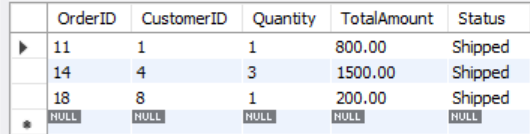 OrderID CustomerID Quantity TotalAmount Status
11 1 1 800.00 Shipped
14 4 3 1500.00 Shipped
18 8 1 200.00 Shipped
NULL NULL NULL NULL NULL